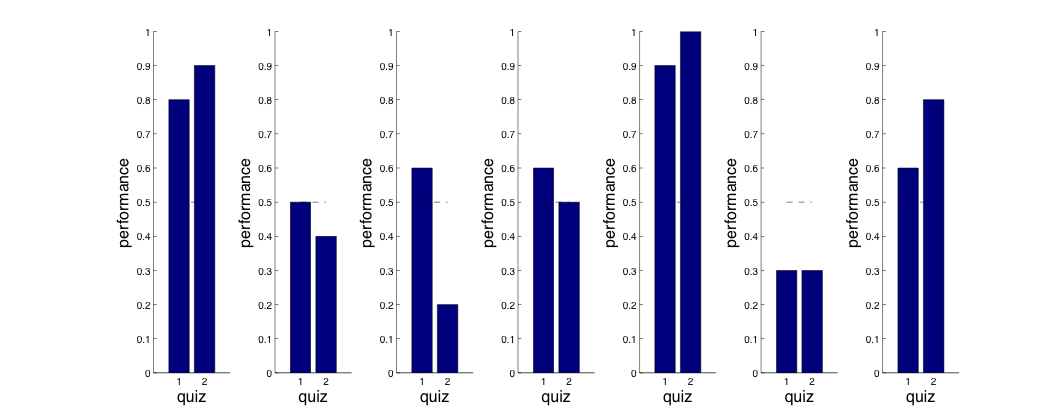 1 1 1 1 1 1 1
0.9 0.9 0.9 0.9 0.9 0.9 0.9
0.8 0.8 0.8 0.8 0.8 0.8 0.8
0.7 0.7 0.7 0.7 0.7 0.7 0.7
0.6 0.6 0.6 0.6 0.6 0.6 0.6
performance performance performance performance performance performance performance
0.5 0.5 0.5 0.5 0.5 0.5 0.5
0.4 0.4 0.4 0.4 0.4 0.4 0.4
0.3 0.3 0.3 0.3 0.3 0.3 0.3
0.2 0.2 0.2 0.2 0.2 0.2 0.2
0.1 0.1 0.1 0.1 0.1 0.1 0.1
0 0 0 0 0 0 0
1 2 1 2 1 2 1 2 1 2 1 2 1 2
quiz quiz quiz quiz quiz quiz quiz